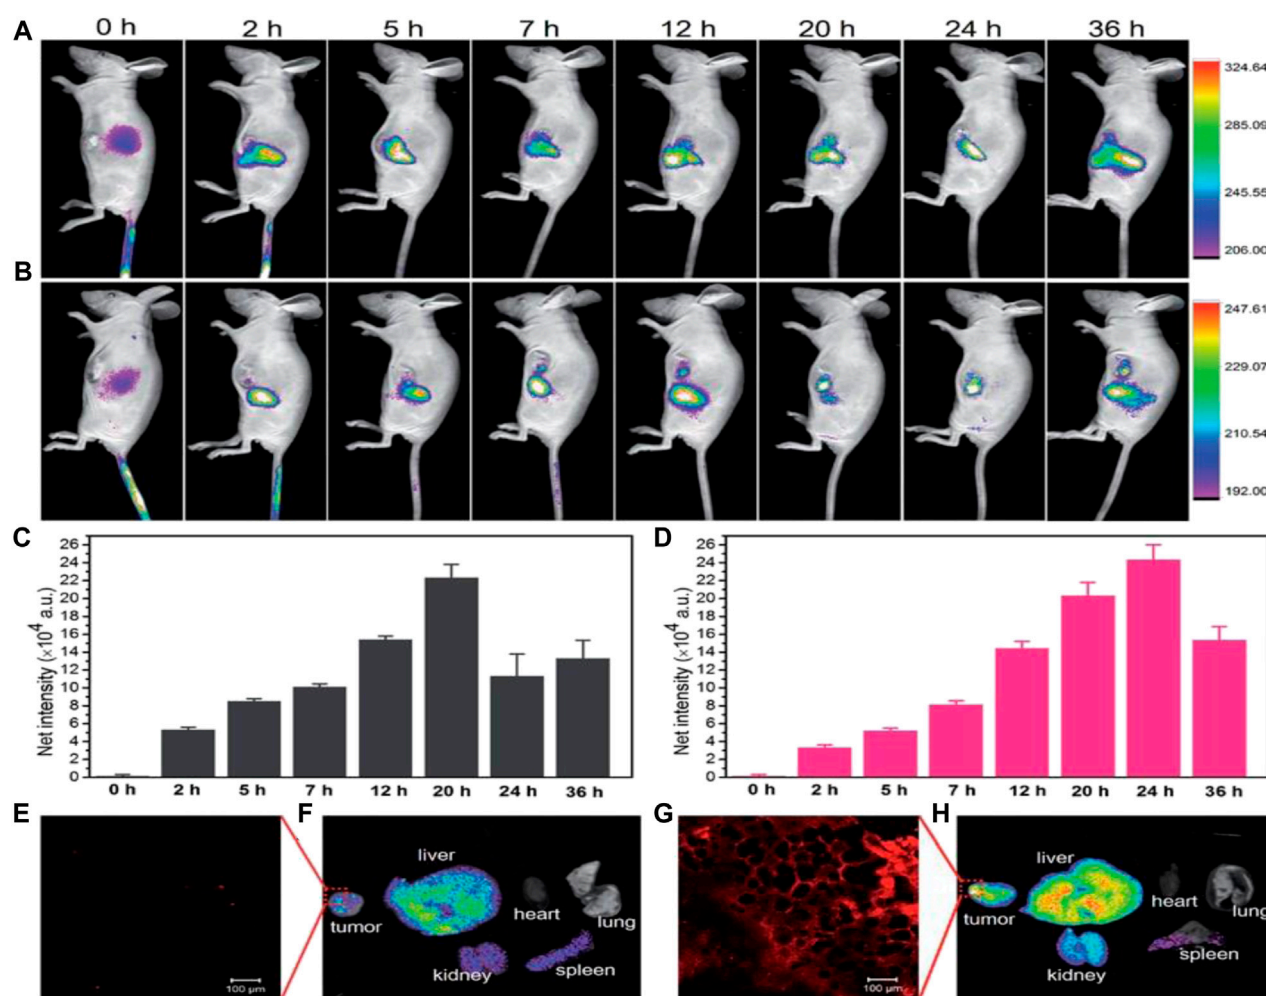 A
0 h 2 h 5 h 7 h 12 h 20 h 24 h 36 h
324.64
285.09
245.55
206.00
B
247.61
229.07
210.54
192.00
C
Net intensity (×10⁴ a.u.)
26
24
22
20
18
16
14
12
10
8
6
4
2
0
0 h 2 h 5 h 7 h 12 h 20 h 24 h 36 h
D
Net intensity (×10⁴ a.u.)
26
24
22
20
18
16
14
12
10
8
6
4
2
0
0 h 2 h 5 h 7 h 12 h 20 h 24 h 36 h
E
100 µm
F
liver
tumor
heart
lung
kidney
spleen
G
100 µm
H
liver
tumor
heart
lung
kidney
spleen